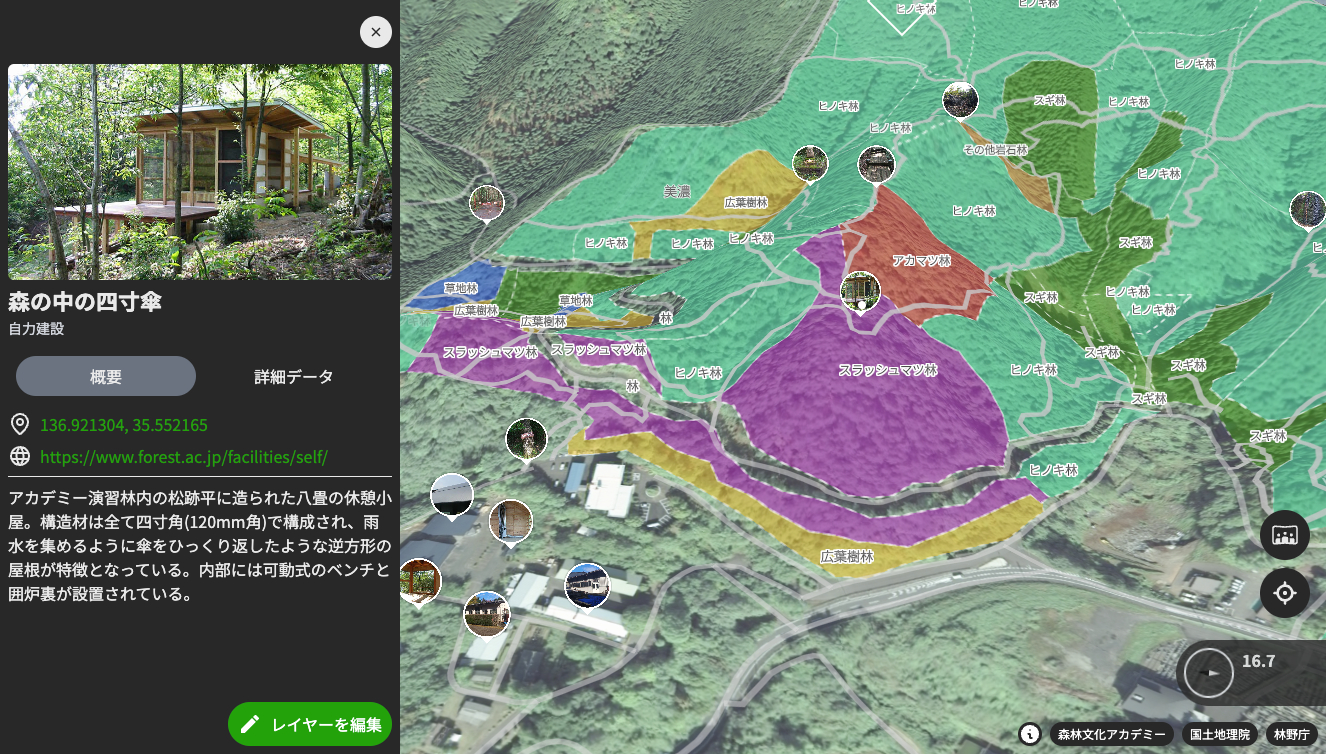 森の中の四寸傘
自力建設
概要
詳細データ
136.921304, 35.552165
https://www.forest.ac.jp/facilities/self/
アカデミー演習林内の松跡平に造られた八畳の休憩小
屋。構造材は全て四寸角(120mm角)で構成され、雨
水を集めるように傘をひっくり返したような逆方形の
屋根が特徴となっている。内部には可動式のベンチと
囲炉裏が設置されている。
レイヤーを編集
ヒノキ林
ヒノキ林
ヒノキ林
スギ林
ヒノキ林
ヒノキ林
ヒノキ林
その他岩石林
ヒノキ林
美濃
広葉樹林
ヒノキ林
ヒノキ林
ヒノキ林
ヒノキ林
スギ林
ヒ
アカマツ林
草地林
草地林
スギ林
ヒノキ林
ヒノキ林
広葉樹林
広葉樹林
林
スラッシュマツ林
スラッシュマツ林
スギ林
スギ林
ヒノキ林
スラッシュマツ林
ヒノキ林
林
スギ林
スギ林
ヒノキ林
広葉樹林
16.7
森林文化アカデミー
国土地理院
林野庁